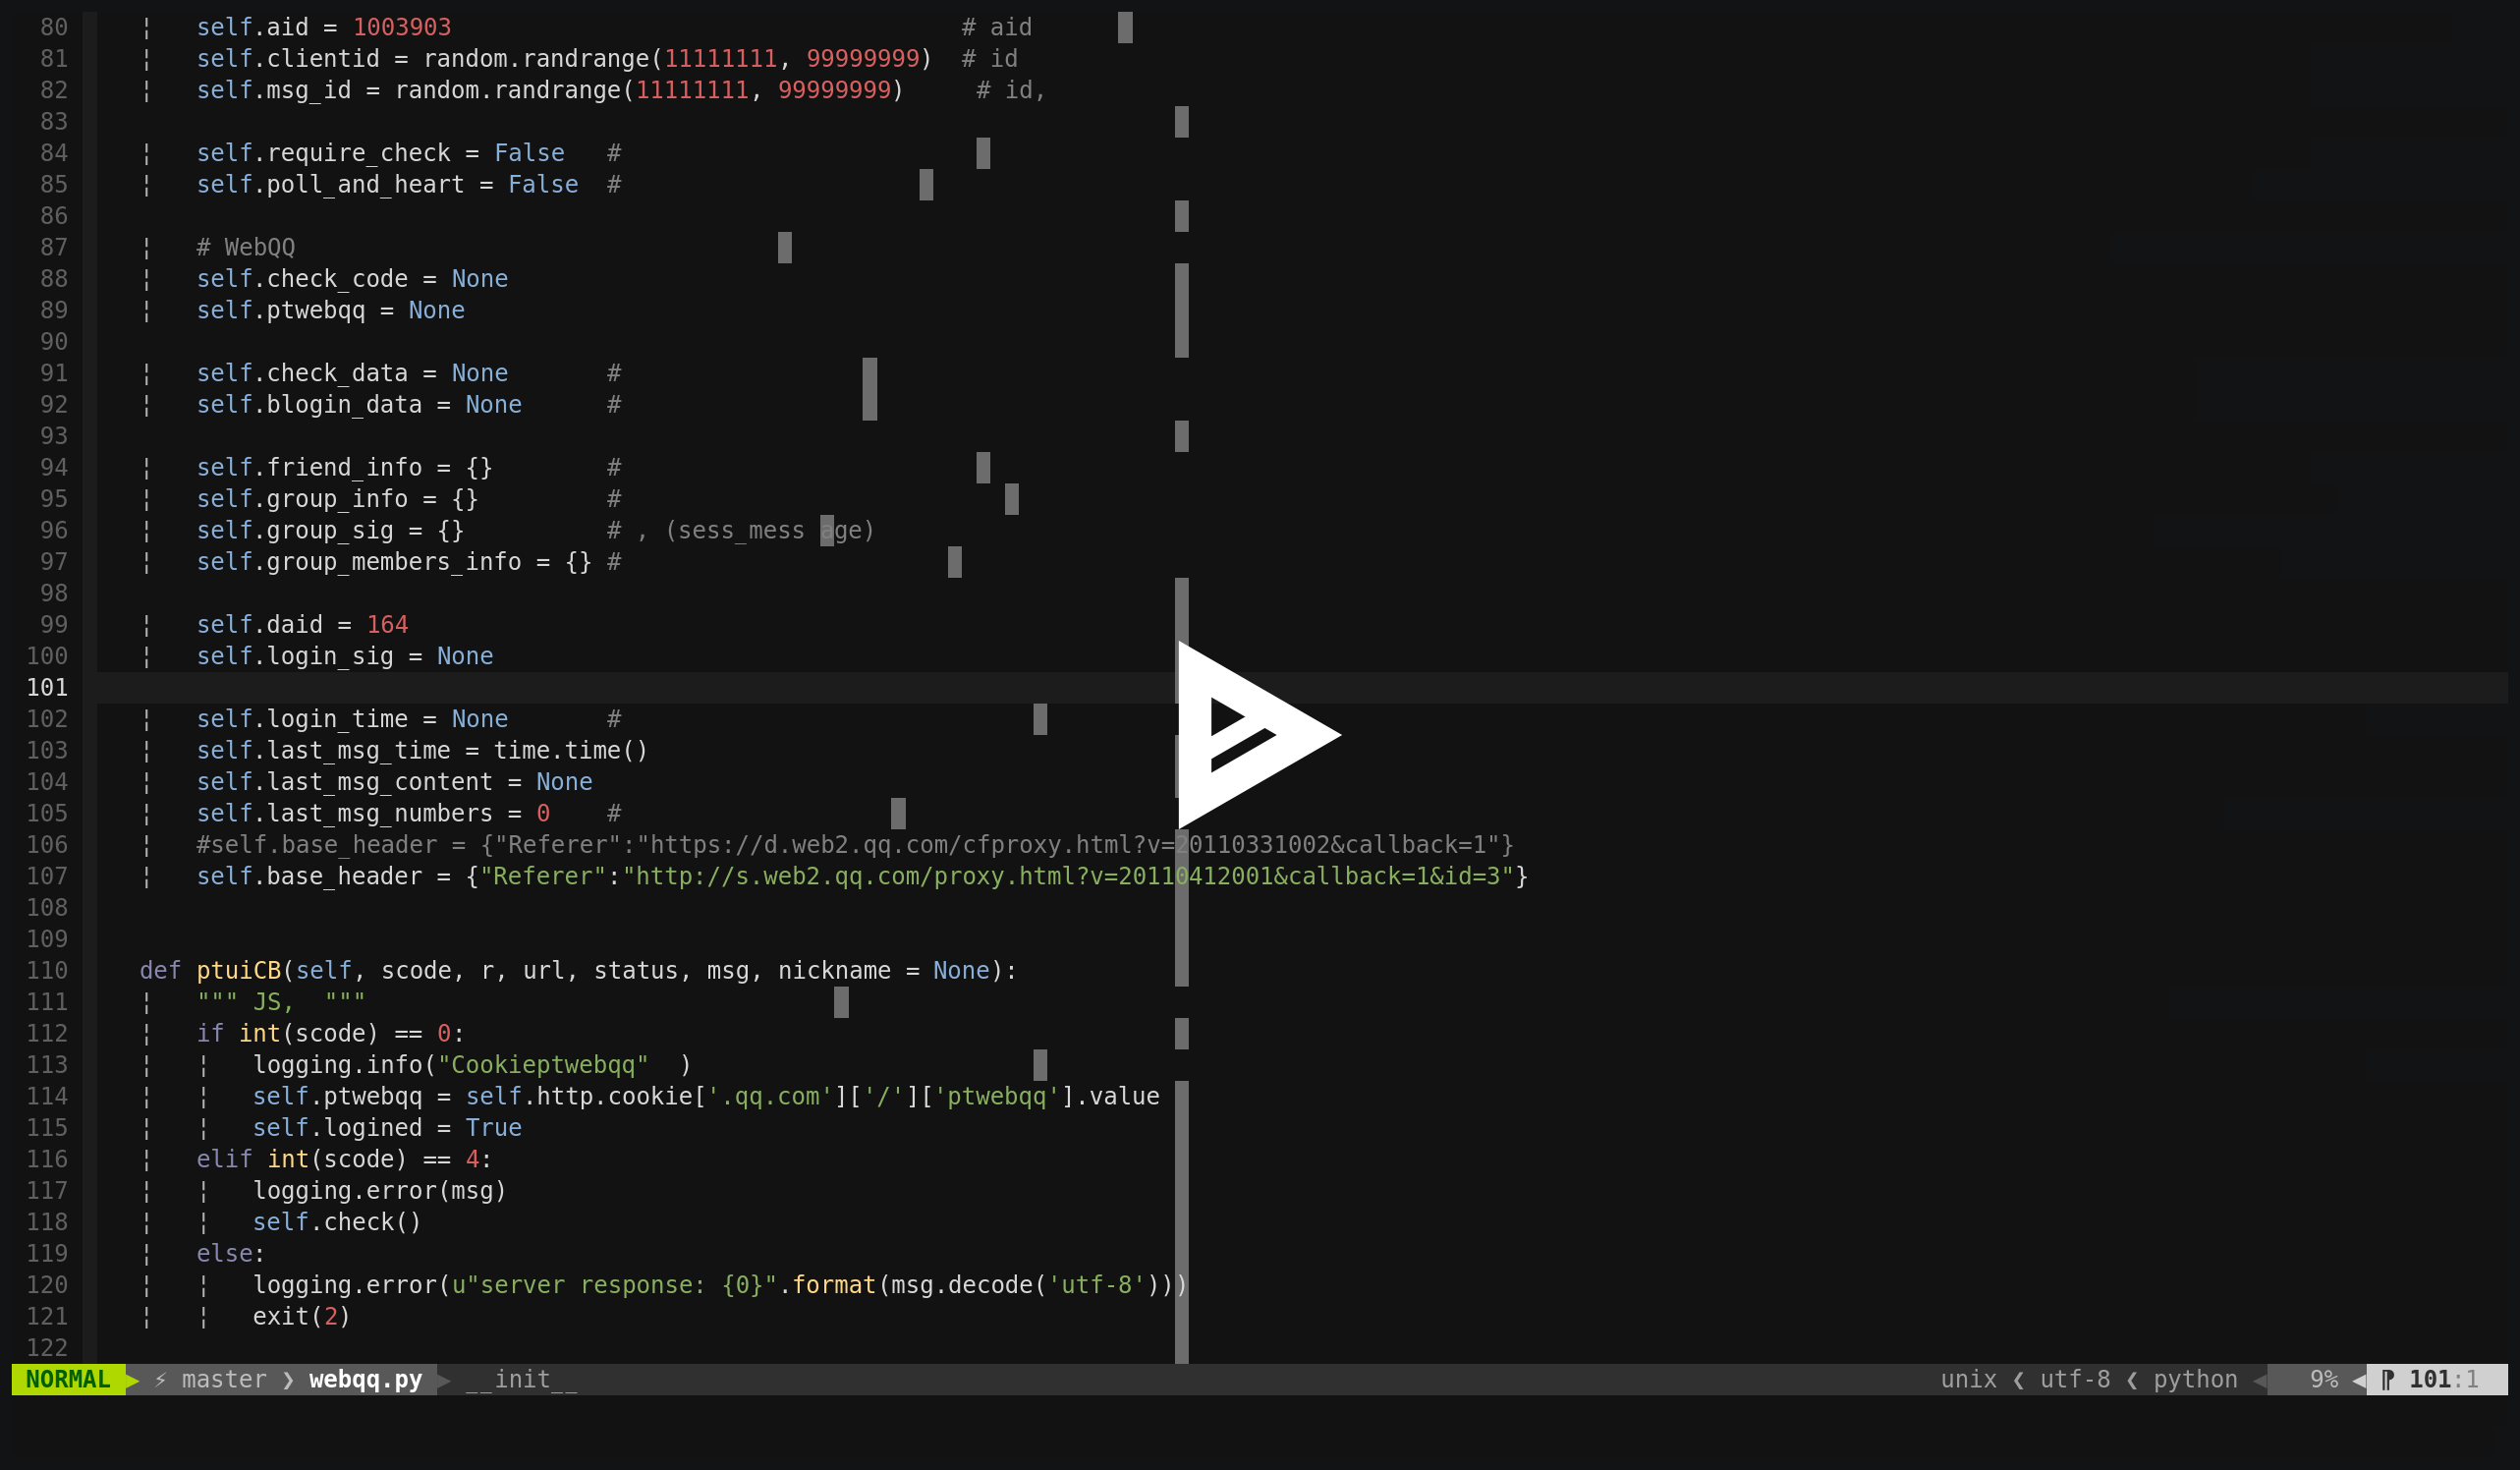 80 ¦ self.aid = 1003903 # aid
81 ¦ self.clientid = random.randrange(11111111, 99999999) # id
82 ¦ self.msg_id = random.randrange(11111111, 99999999) # id,
83
84 ¦ self.require_check = False #
85 ¦ self.poll_and_heart = False #
86
87 ¦ # WebQQ
88 ¦ self.check_code = None
89 ¦ self.ptwebqq = None
90
91 ¦ self.check_data = None #
92 ¦ self.blogin_data = None #
93
94 ¦ self.friend_info = {} #
95 ¦ self.group_info = {} #
96 ¦ self.group_sig = {} # , (sess_mess age)
97 ¦ self.group_members_info = {} #
98
99 ¦ self.daid = 164
100 ¦ self.login_sig = None
101
102 ¦ self.login_time = None #
103 ¦ self.last_msg_time = time.time()
104 ¦ self.last_msg_content = None
105 ¦ self.last_msg_numbers = 0 #
106 ¦ #self.base_header = {"Referer":"https://d.web2.qq.com/cfproxy.html?v=20110331002&callback=1"}
107 ¦ self.base_header = {"Referer":"http://s.web2.qq.com/proxy.html?v=20110412001&callback=1&id=3"}
108
109
110 def ptuiCB(self, scode, r, url, status, msg, nickname = None):
111 ¦ """ JS,  """
112 ¦ if int(scode) == 0:
113 ¦ ¦ logging.info("Cookieptwebqq"  )
114 ¦ ¦ self.ptwebqq = self.http.cookie['.qq.com']['/']['ptwebqq'].value
115 ¦ ¦ self.logined = True
116 ¦ elif int(scode) == 4:
117 ¦ ¦ logging.error(msg)
118 ¦ ¦ self.check()
119 ¦ else:
120 ¦ ¦ logging.error(u"server response: {0}".format(msg.decode('utf-8')))
121 ¦ ¦ exit(2)
122
NORMAL ⚡ master ❯ webqq.py __init__ unix ❮ utf-8 ❮ python 9% ⁋ 101:1